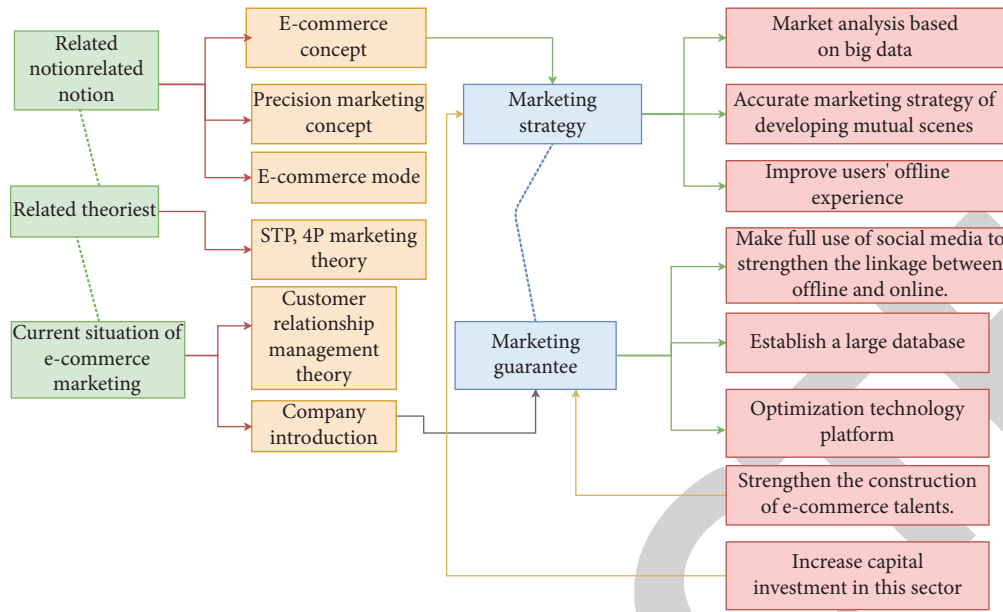 Related
notionrelated
notion
Related theoriest
Current situation of
e-commerce
marketing
E-commerce
concept
Precision marketing
concept
E-commerce mode
STP, 4P marketing
theory
Customer
relationship
management
theory
Company
introduction
Marketing
strategy
Marketing
guarantee
Market analysis based
on big data
Accurate marketing strategy of
developing mutual scenes
Improve users' offline
experience
Make full use of social media to
strengthen the linkage between
offline and online.
Establish a large database
Optimization technology
platform
Strengthen the construction
of e-commerce talents.
Increase capital
investment in this sector